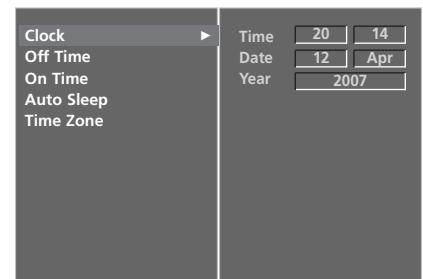 Clock ►
Off Time
On Time
Auto Sleep
Time Zone
Time 20 14
Date 12 Apr
Year 2007